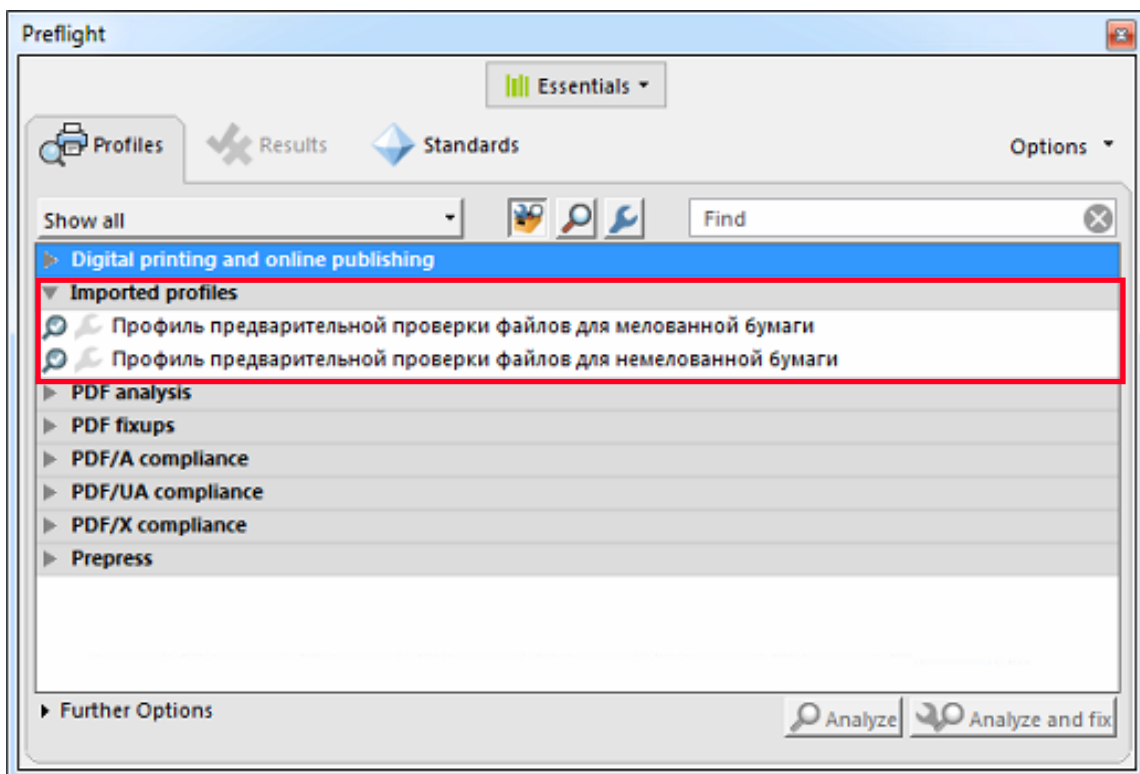 Preflight
Essentials
Profiles Results Standards Options
Show all Find
Digital printing and online publishing
Imported profiles
Профиль предварительной проверки файлов для мелованной бумаги
Профиль предварительной проверки файлов для немелованной бумаги
PDF analysis
PDF fixups
PDF/A compliance
PDF/UA compliance
PDF/X compliance
Prepress
Further Options Analyze Analyze and fix